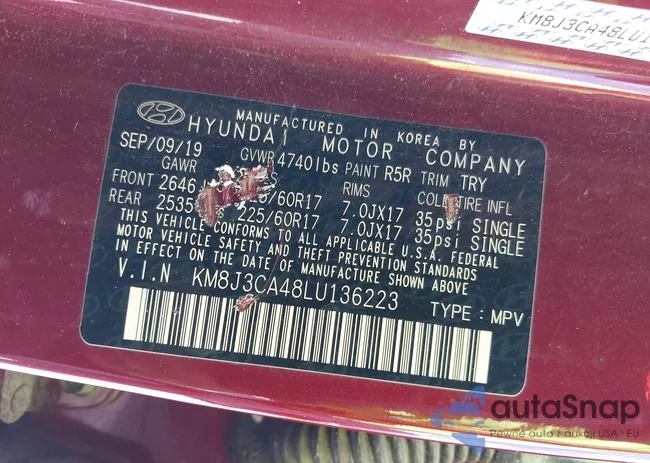 KM8J3CA48LU1
MANUFACTURED IN KOREA BY
HYUNDAI MOTOR COMPANY
SEP/09/19 GVWR 4740lbs PAINT R5R TRIM TRY
GAWR RIMS COLD TIRE INFL
FRONT 2646 /60R17 7.0JX17 35psi SINGLE
REAR 2535 225/60R17 7.0JX17 35psi SINGLE
THIS VEHICLE CONFORMS TO ALL APPLICABLE U.S.A. FEDERAL
MOTOR VEHICLE SAFETY AND THEFT PREVENTION STANDARDS
IN EFFECT ON THE DATE OF MANUFACTURE SHOWN ABOVE
V.I.N KM8J3CA48LU136223
TYPE : MPV
autaSnap
Pewne auta z aukcji USA i EU